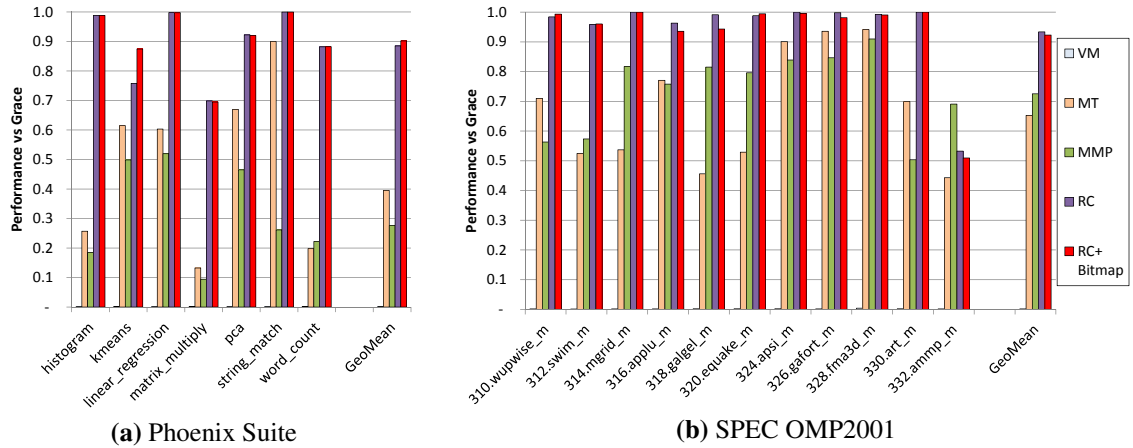 Performance vs Grace
1.0
0.9
0.8
0.7
0.6
0.5
0.4
0.3
0.2
0.1
-
histogram
kmeans
linear_regression
matrix_multiply
pca
string_match
word_count
GeoMean
(a) Phoenix Suite
Performance vs Grace
1.0
0.9
0.8
0.7
0.6
0.5
0.4
0.3
0.2
0.1
-
310.wupwise_m
312.swim_m
314.mgrid_m
316.applu_m
318.galgel_m
320.equake_m
324.apsi_m
326.gafort_m
328.fma3d_m
330.art_m
332.ammp_m
GeoMean
VM
MT
MMP
RC
RC+
Bitmap
(b) SPEC OMP2001